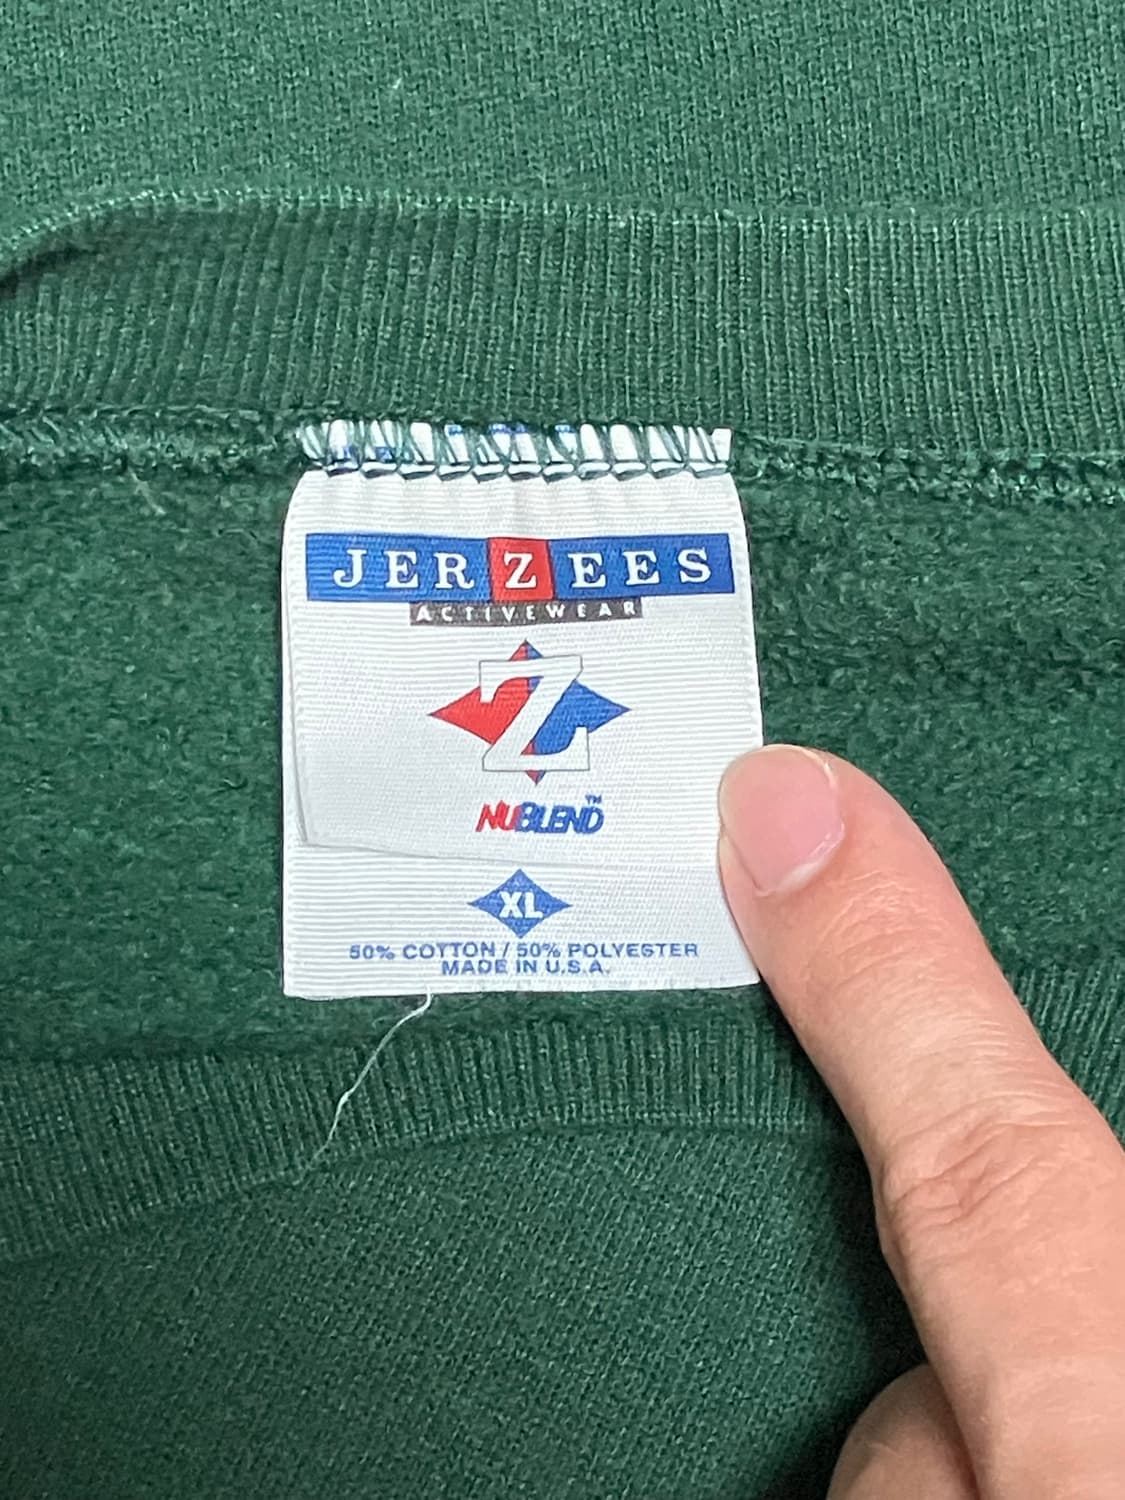 JERZEES
ACTIVEWEAR
Z
NUBLEND™
XL
50% COTTON / 50% POLYESTER
MADE IN U.S.A.